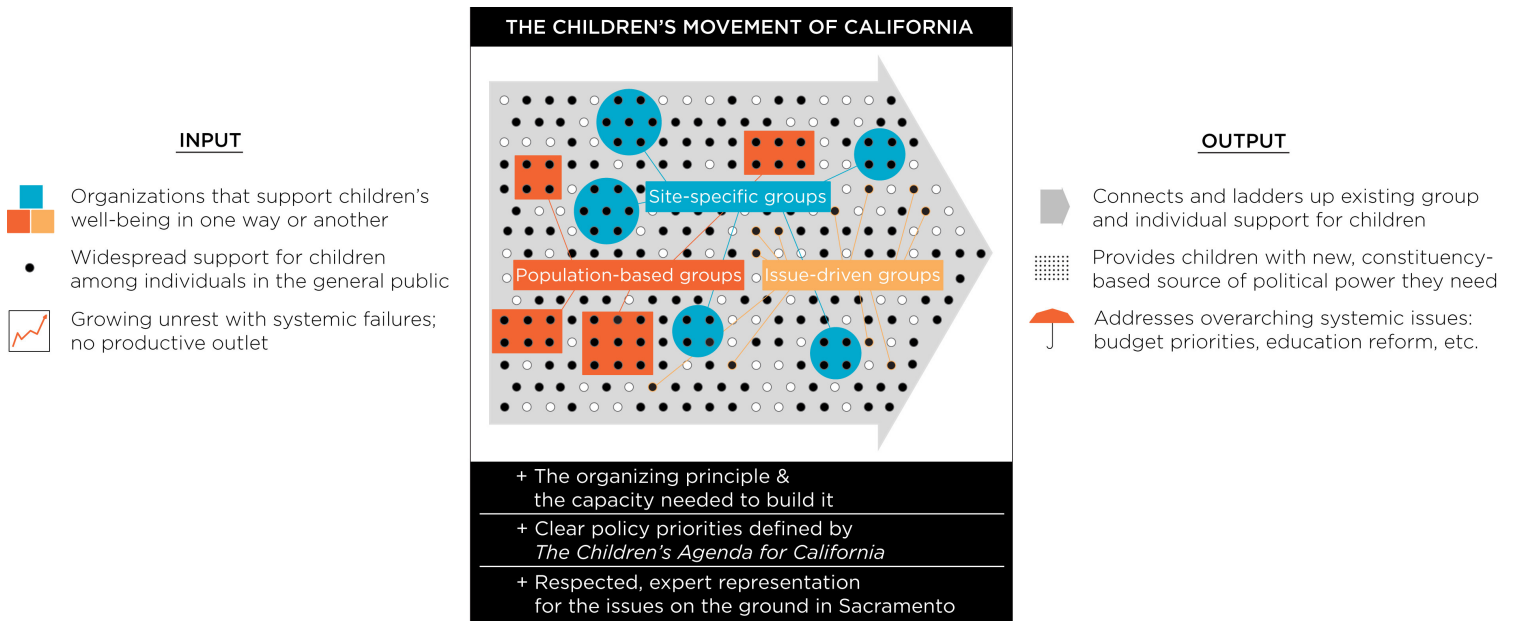 THE CHILDREN'S MOVEMENT OF CALIFORNIA
INPUT
Organizations that support children's
well-being in one way or another
Widespread support for children
among individuals in the general public
Growing unrest with systemic failures;
no productive outlet
Site-specific groups
Population-based groups
Issue-driven groups
+ The organizing principle &
the capacity needed to build it
+ Clear policy priorities defined by
The Children's Agenda for California
+ Respected, expert representation
for the issues on the ground in Sacramento
OUTPUT
Connects and ladders up existing group
and individual support for children
Provides children with new, constituency-
based source of political power they need
Addresses overarching systemic issues:
budget priorities, education reform, etc.